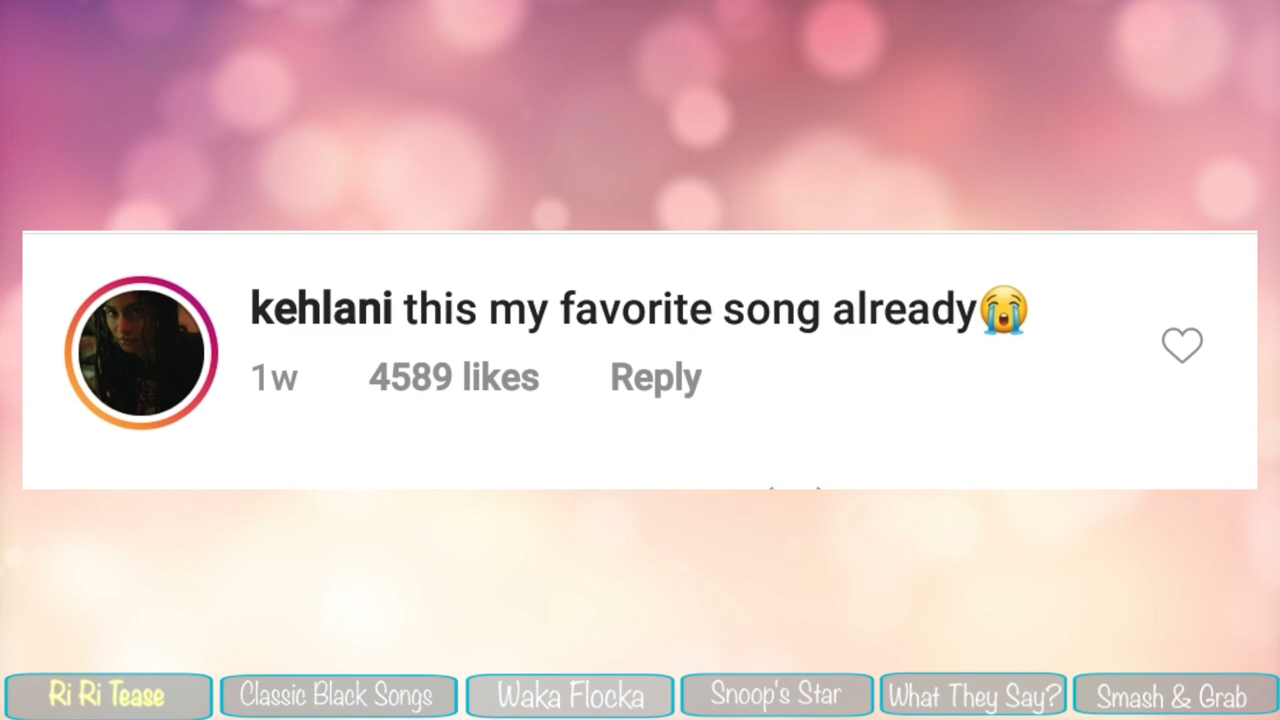 kehlani this my favorite song already😭
1w 4589 likes Reply
Ri Ri Tease
Classic Black Songs
Waka Flocka
Snoop's Star
What They Say?
Smash & Grab